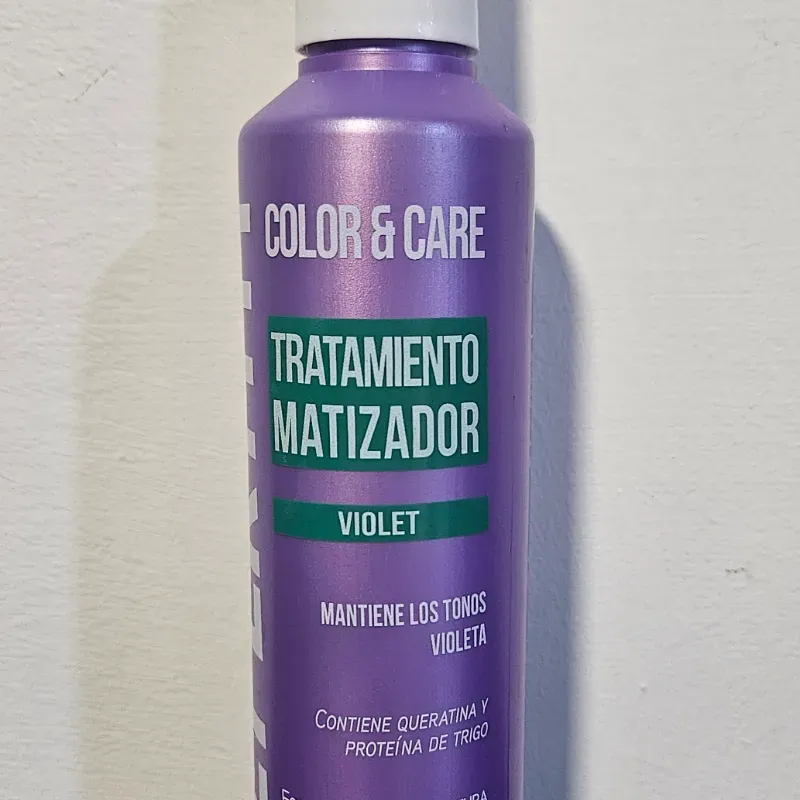 COLOR & CARE
TRATAMIENTO
MATIZADOR
VIOLET
MANTIENE LOS TONOS
VIOLETA
CONTIENE QUERATINA Y
PROTEÍNA DE TRIGO